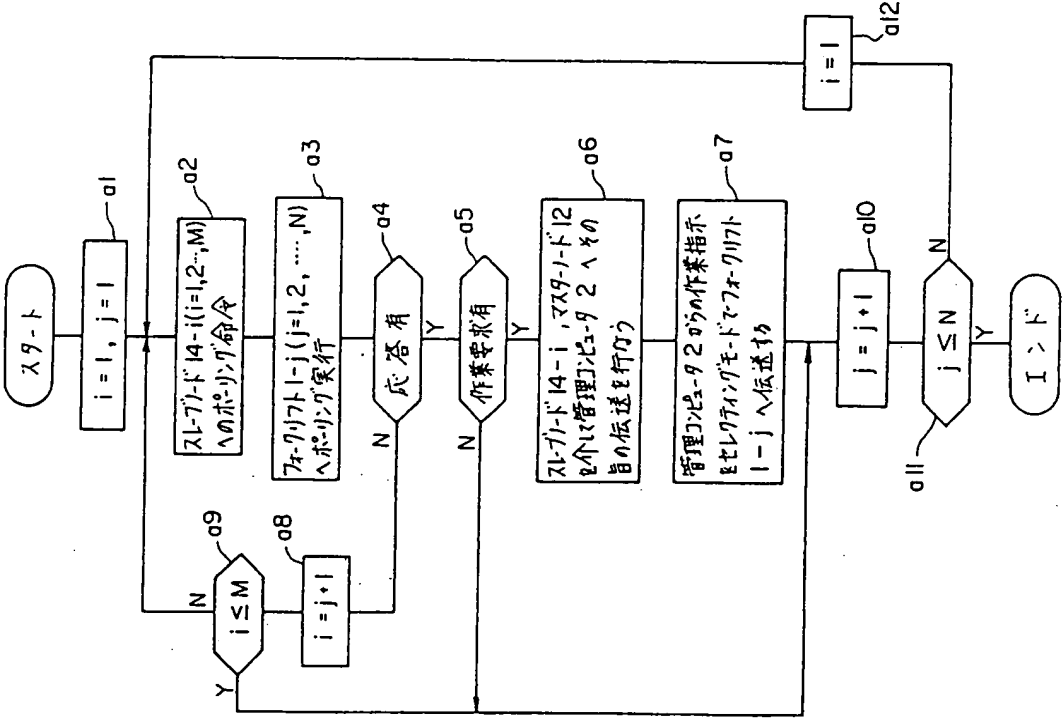 スタート
i = 1 , j = 1
a1
スレーブノード 14-i (i=1,2…,M)
へのポーリング命令
a2
フォークリフト1-j (j=1, 2, ……, N)
へポーリング実行
a3
応答有
a4
N
Y
作業要求有
a5
N
Y
スレーブノード 14-i , マスターノード 12
を介して管理コンピュータ 2 へその
旨の伝送を行なう
a6
管理コンピュータ 2 からの作業指示
をセレクティングモードでフォークリフト
1-j へ伝送する
a7
i = j + 1
a8
i ≤ M
a9
N
Y
j = j + 1
a10
j ≤ N
a11
N
Y
i = 1
a12
エンド